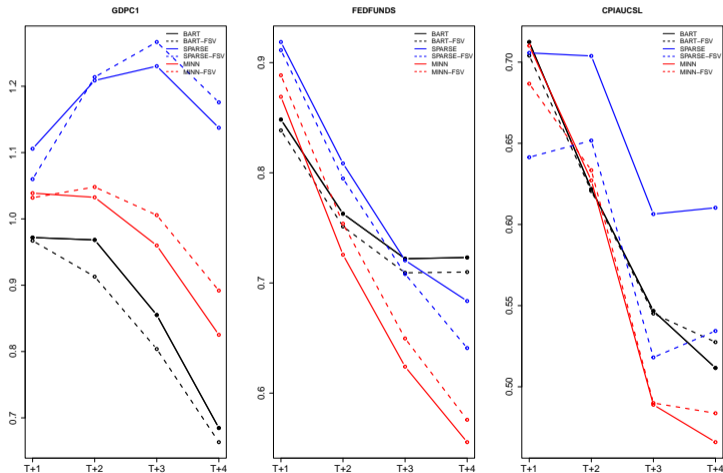 GDPC1
BART
BART-FSV
SPARSE
SPARSE-FSV
MINN
MINN-FSV
1.2
1.1
1.0
0.9
0.8
0.7
T+1 T+2 T+3 T+4
FEDFUNDS
BART
BART-FSV
SPARSE
SPARSE-FSV
MINN
MINN-FSV
0.9
0.8
0.7
0.6
T+1 T+2 T+3 T+4
CPIAUCSL
BART
BART-FSV
SPARSE
SPARSE-FSV
MINN
MINN-FSV
0.70
0.65
0.60
0.55
0.50
T+1 T+2 T+3 T+4